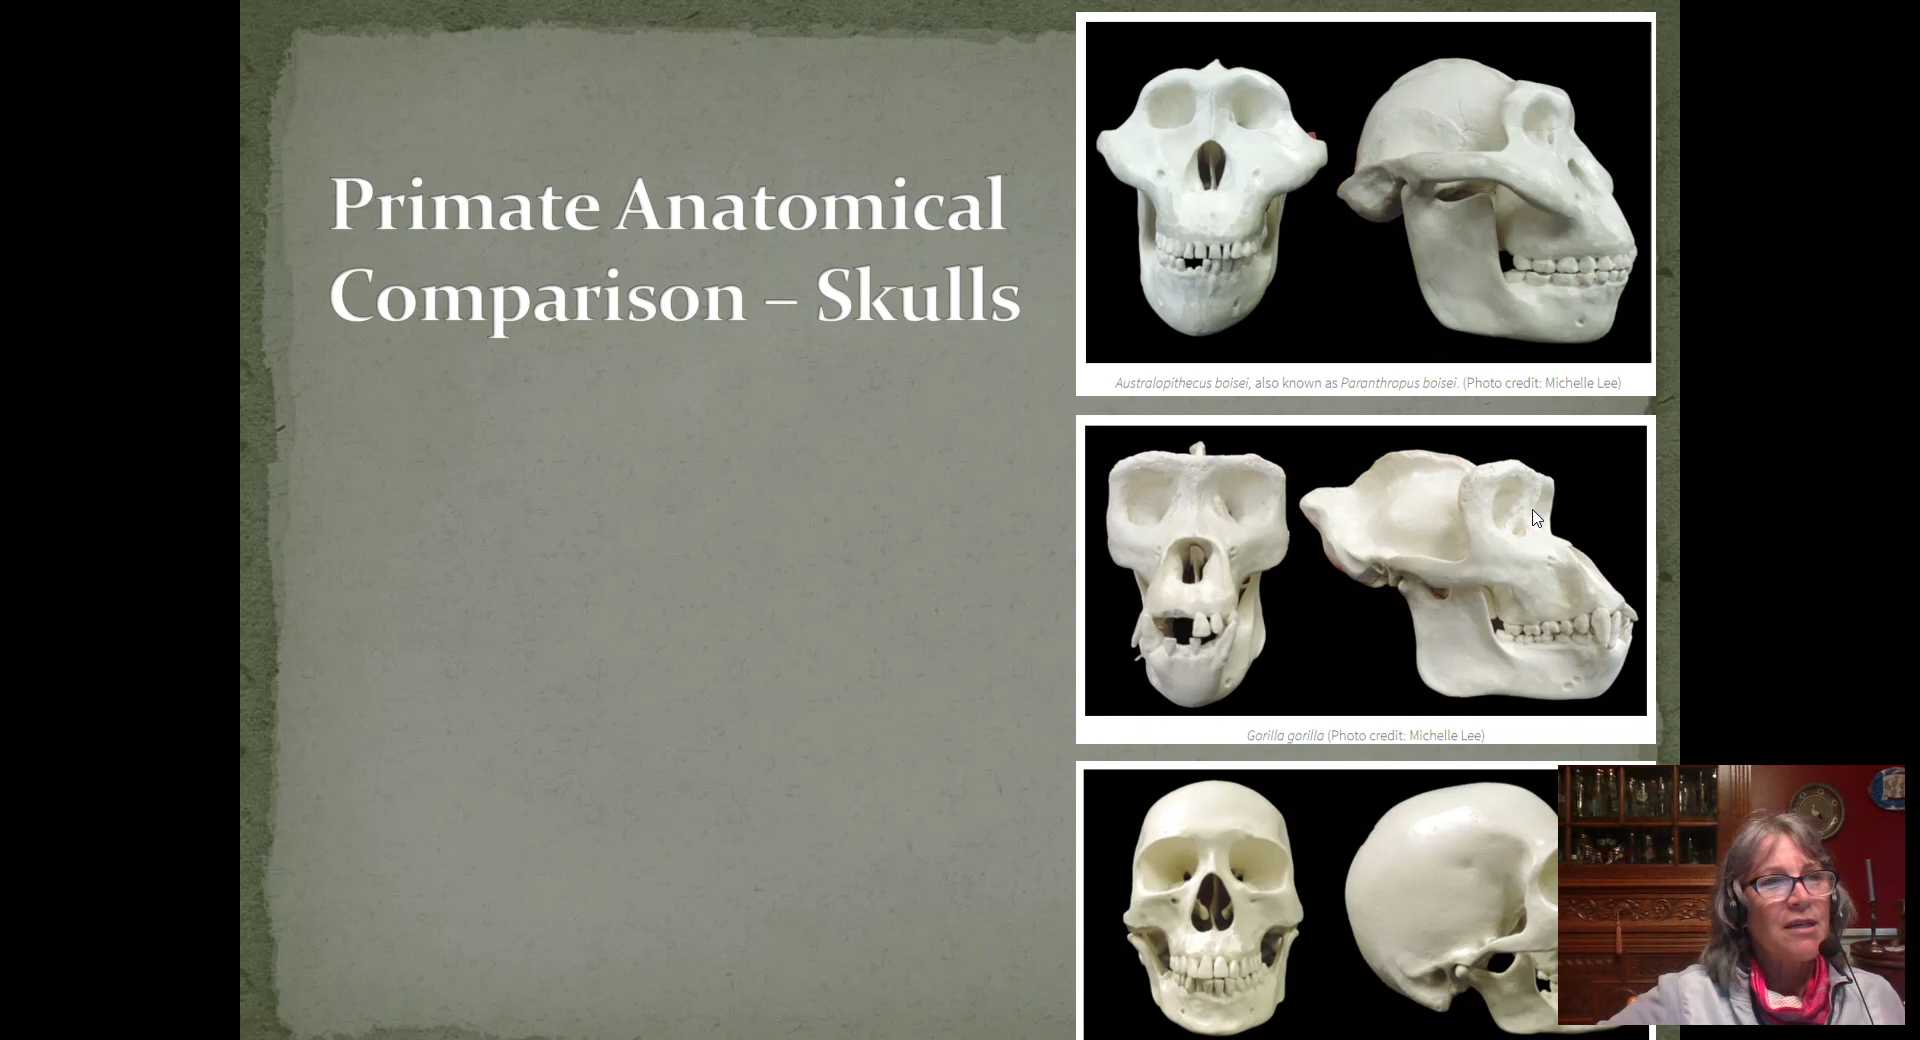 Primate Anatomical
Comparison – Skulls
Australopithecus boisei, also known as Paranthropus boisei. (Photo credit: Michelle Lee)
Gorilla gorilla (Photo credit: Michelle Lee)